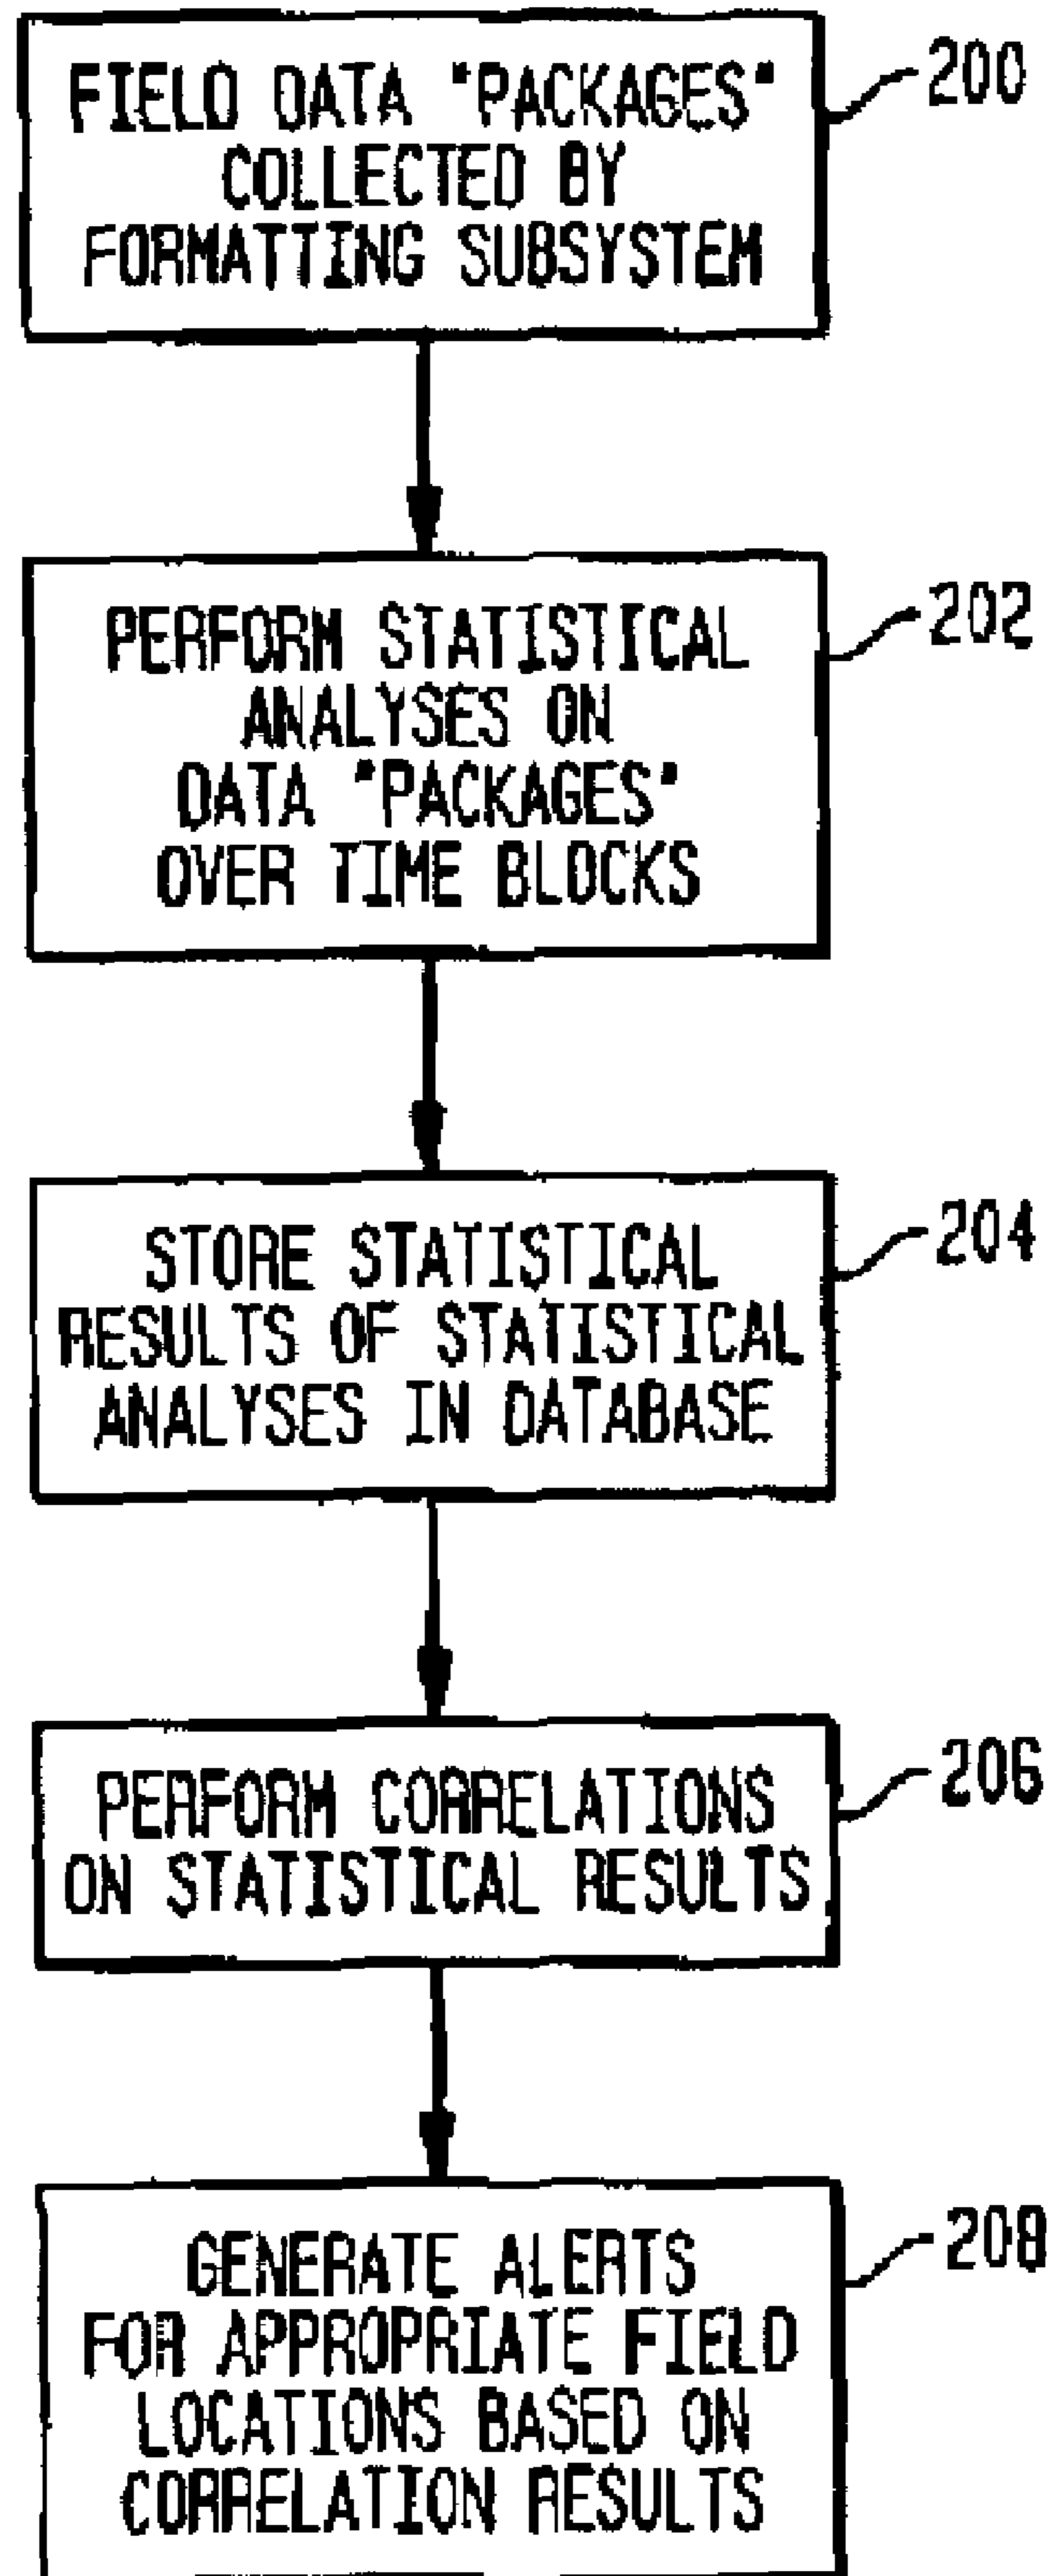 FIELD DATA "PACKAGES"
COLLECTED BY
FORMATTING SUBSYSTEM
200
PERFORM STATISTICAL
ANALYSES ON
DATA "PACKAGES"
OVER TIME BLOCKS
202
STORE STATISTICAL
RESULTS OF STATISTICAL
ANALYSES IN DATABASE
204
PERFORM CORRELATIONS
ON STATISTICAL RESULTS
206
GENERATE ALERTS
FOR APPROPRIATE FIELD
LOCATIONS BASED ON
CORRELATION RESULTS
208